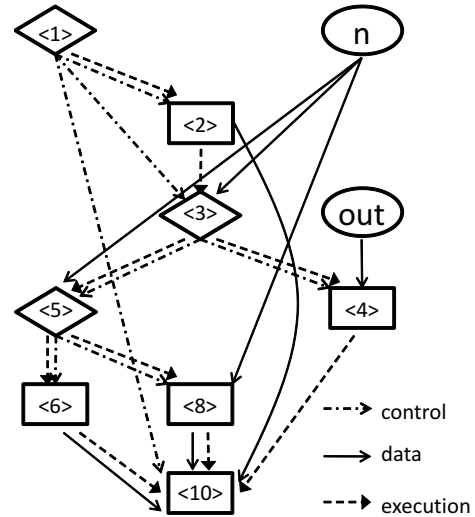 <1>
n
<2>
<3>
out
<5>
<4>
<6>
<8>
<10>
control
data
execution